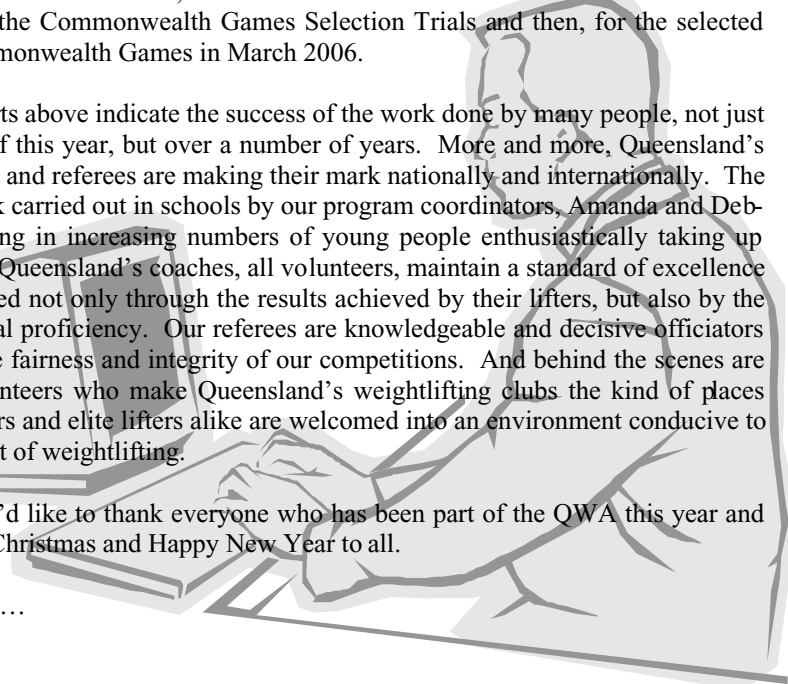 the Commonwealth Games Selection Trials and then, for the selected
monwealth Games in March 2006.
ts above indicate the success of the work done by many people, not just
f this year, but over a number of years. More and more, Queensland's
and referees are making their mark nationally and internationally. The
k carried out in schools by our program coordinators, Amanda and Deb-
ng in increasing numbers of young people enthusiastically taking up
Queensland's coaches, all volunteers, maintain a standard of excellence
ed not only through the results achieved by their lifters, but also by the
al proficiency. Our referees are knowledgeable and decisive officiators
e fairness and integrity of our competitions. And behind the scenes are
nteers who make Queensland's weightlifting clubs the kind of places
rs and elite lifters alike are welcomed into an environment conducive to
t of weightlifting.
'd like to thank everyone who has been part of the QWA this year and
Christmas and Happy New Year to all.
…